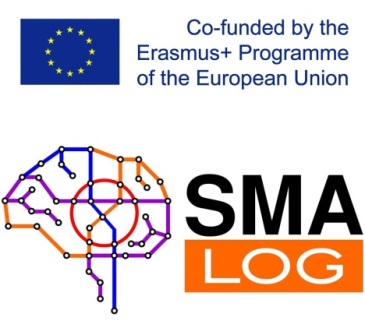 Co-funded by the
Erasmus+ Programme
of the European Union
SMA
LOG